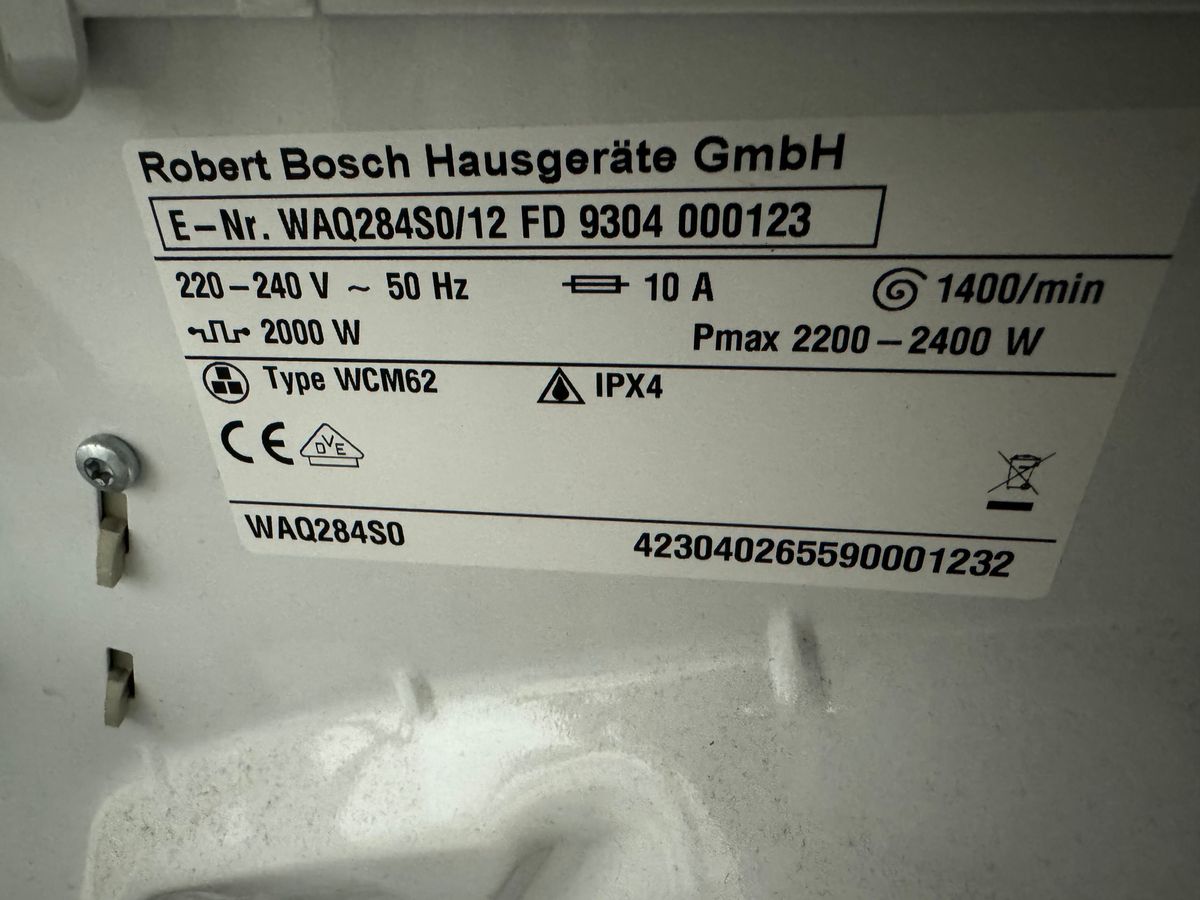 Robert Bosch Hausgeräte GmbH
E-Nr. WAQ284S0/12 FD 9304 000123
220-240 V ~ 50 Hz 10 A 1400/min
2000 W Pmax 2200-2400 W
Type WCM62 IPX4
CE DVE
WAQ284S0 423040265590001232